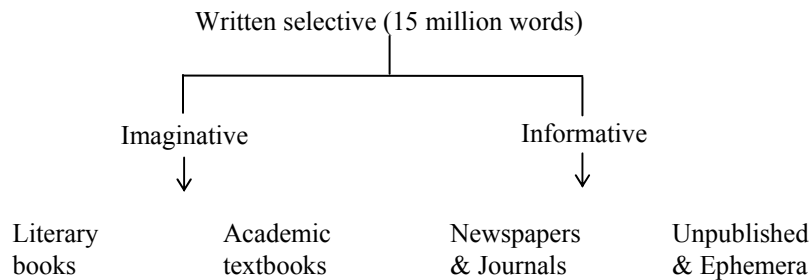 Written selective (15 million words)
Imaginative
Informative
Literary
books
Academic
textbooks
Newspapers
& Journals
Unpublished
& Ephemera